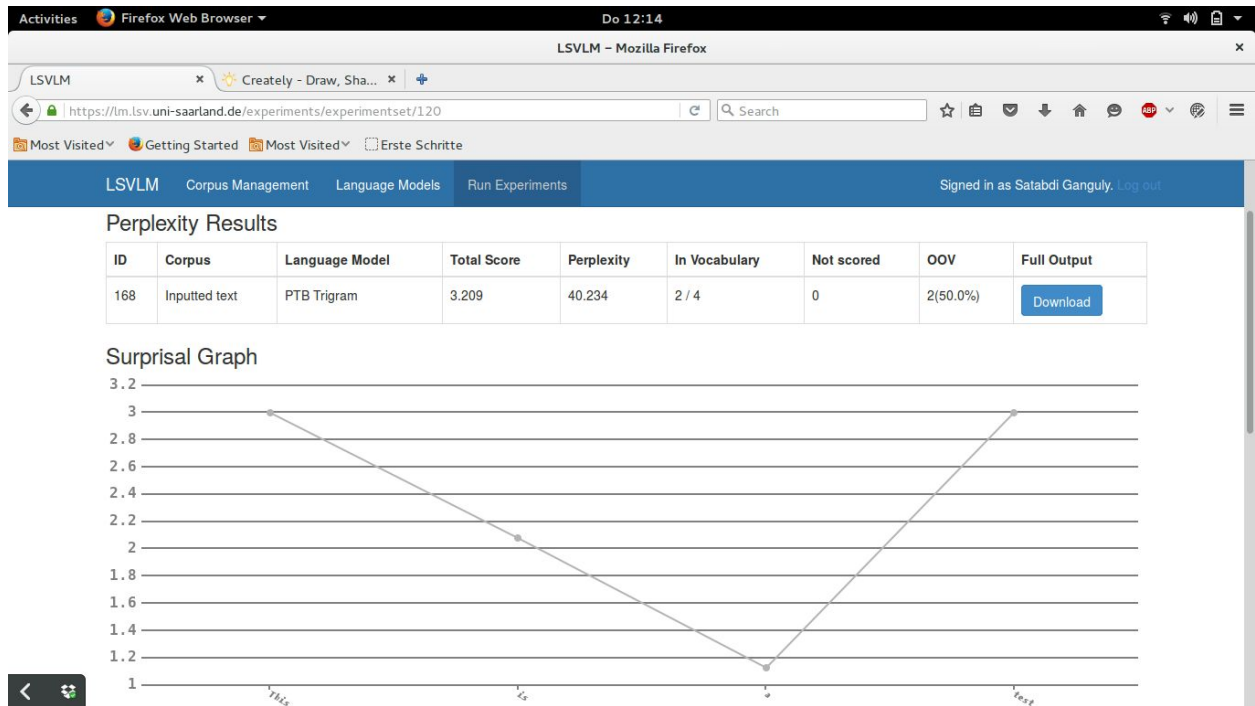 Activities Firefox Web Browser Do 12:14
LSVLM – Mozilla Firefox
LSVLM Creately - Draw, Sha...
https://lm.lsv.uni-saarland.de/experiments/experimentset/120 Search ABP
Most Visited Getting Started Most Visited Erste Schritte
LSVLM Corpus Management Language Models Run Experiments Signed in as Satabdi Ganguly. Log out
Perplexity Results
ID Corpus Language Model Total Score Perplexity In Vocabulary Not scored OOV Full Output
168 Inputted text PTB Trigram 3.209 40.234 2 / 4 0 2(50.0%) Download
Surprisal Graph
3.2
3
2.8
2.6
2.4
2.2
2
1.8
1.6
1.4
1.2
1
This is a test